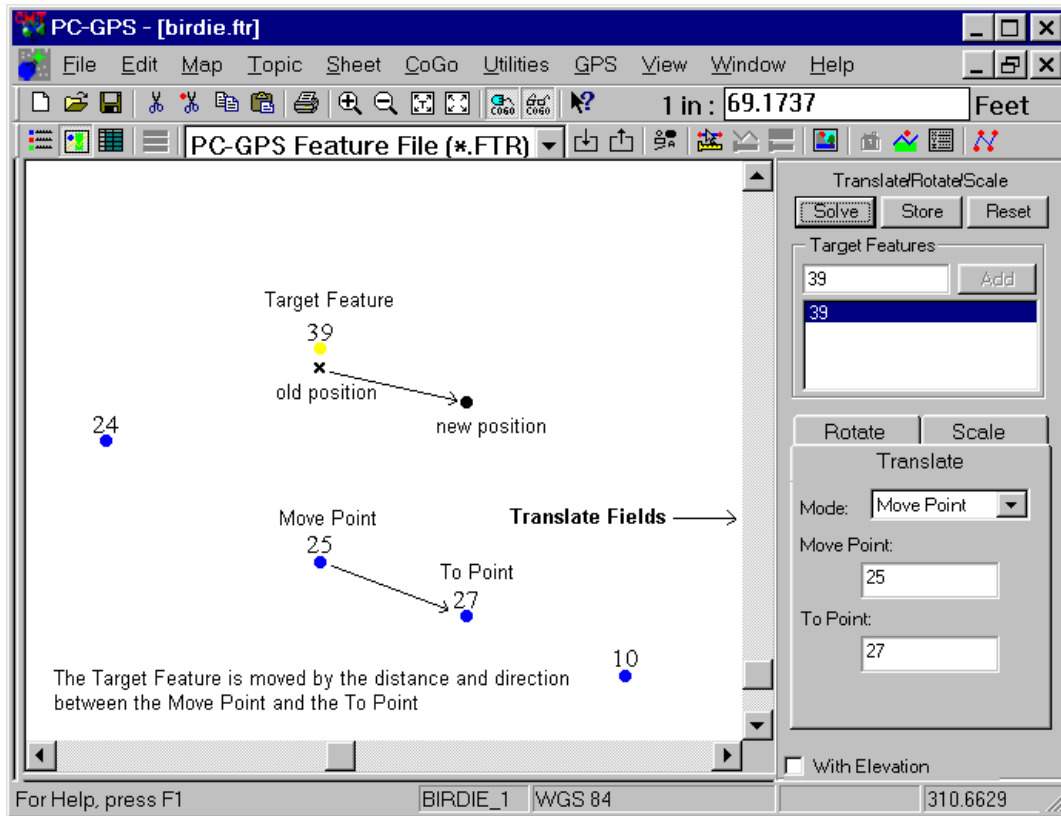 PC-GPS - [birdie.ftr]
File Edit Map Topic Sheet CoGo Utilities GPS View Window Help
COGO COGO 1 in : 69.1737 Feet
PC-GPS Feature File (*.FTR)
Translate/Rotate/Scale
Solve Store Reset
Target Features
39 Add
39
Target Feature
39
old position
new position
24
Move Point
25
To Point
27
10
Translate Fields
The Target Feature is moved by the distance and direction
between the Move Point and the To Point
Rotate Scale
Translate
Mode: Move Point
Move Point:
25
To Point:
27
With Elevation
For Help, press F1 BIRDIE_1 WGS 84 310.6629